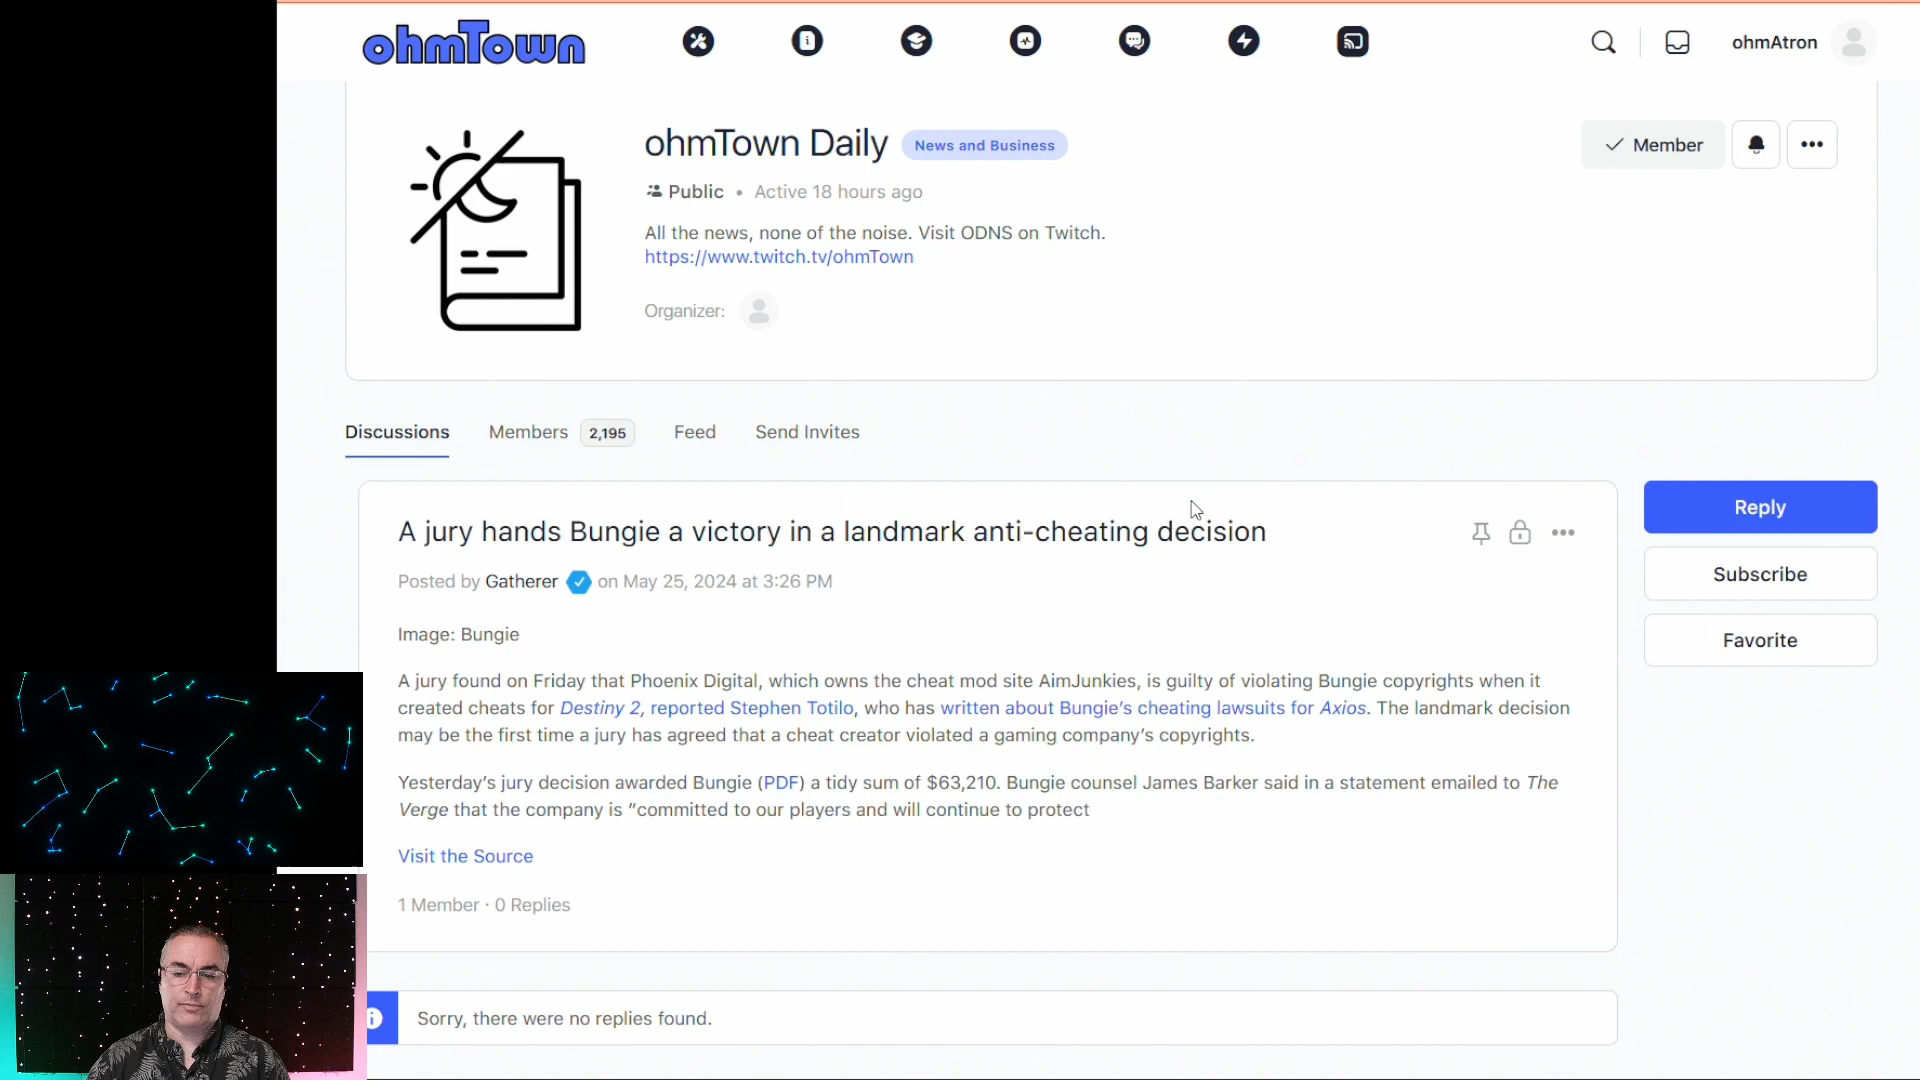 ohmTown
ohmAtron
ohmTown Daily
News and Business
Member
Public • Active 18 hours ago
All the news, none of the noise. Visit ODNS on Twitch.
https://www.twitch.tv/ohmTown
Organizer:
Discussions
Members 2,195
Feed
Send Invites
A jury hands Bungie a victory in a landmark anti-cheating decision
Reply
Posted by Gatherer on May 25, 2024 at 3:26 PM
Subscribe
Image: Bungie
Favorite
A jury found on Friday that Phoenix Digital, which owns the cheat mod site AimJunkies, is guilty of violating Bungie copyrights when it
created cheats for Destiny 2, reported Stephen Totilo, who has written about Bungie’s cheating lawsuits for Axios. The landmark decision
may be the first time a jury has agreed that a cheat creator violated a gaming company’s copyrights.
Yesterday’s jury decision awarded Bungie (PDF) a tidy sum of $63,210. Bungie counsel James Barker said in a statement emailed to The
Verge that the company is “committed to our players and will continue to protect
Visit the Source
1 Member · 0 Replies
Sorry, there were no replies found.